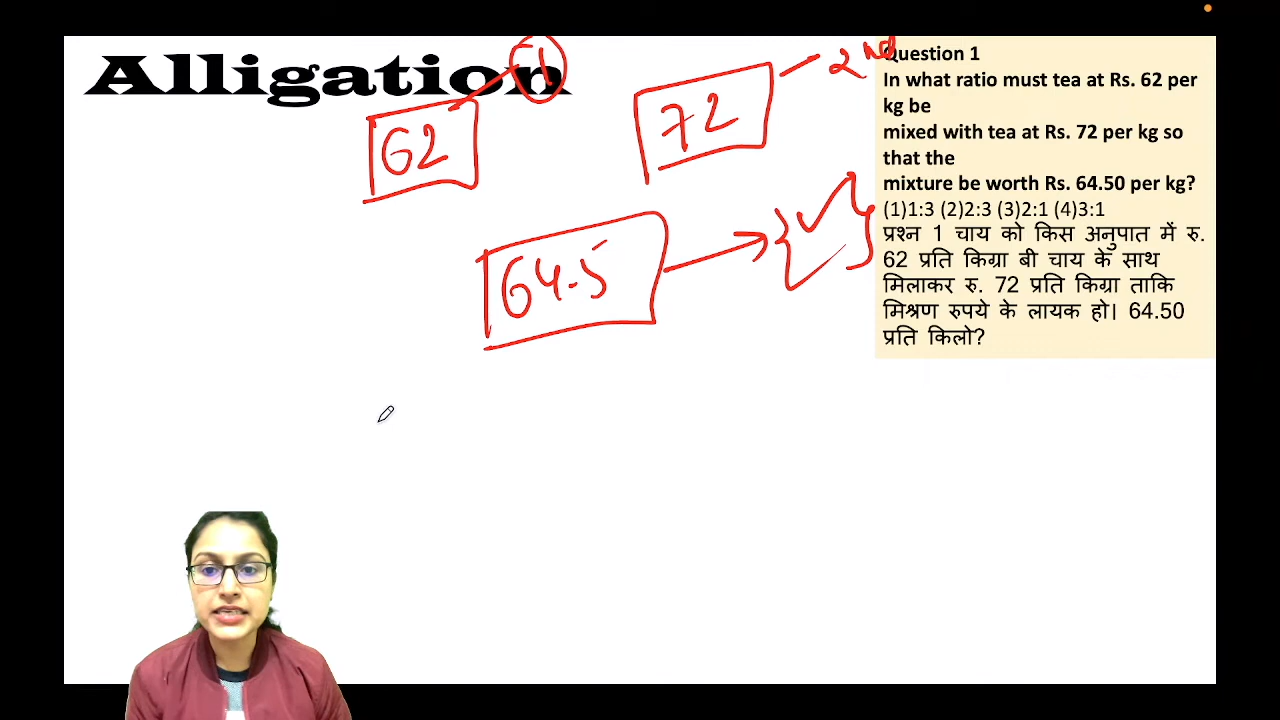 Alligation
1
2nd
62
72
64.5
Question 1
In what ratio must tea at Rs. 62 per
kg be
mixed with tea at Rs. 72 per kg so
that the
mixture be worth Rs. 64.50 per kg?
(1)1:3 (2)2:3 (3)2:1 (4)3:1
प्रश्न 1 चाय को किस अनुपात में रु.
62 प्रति किग्रा बी चाय के साथ
मिलाकर रु. 72 प्रति किग्रा ताकि
मिश्रण रुपये के लायक हो। 64.50
प्रति किलो?